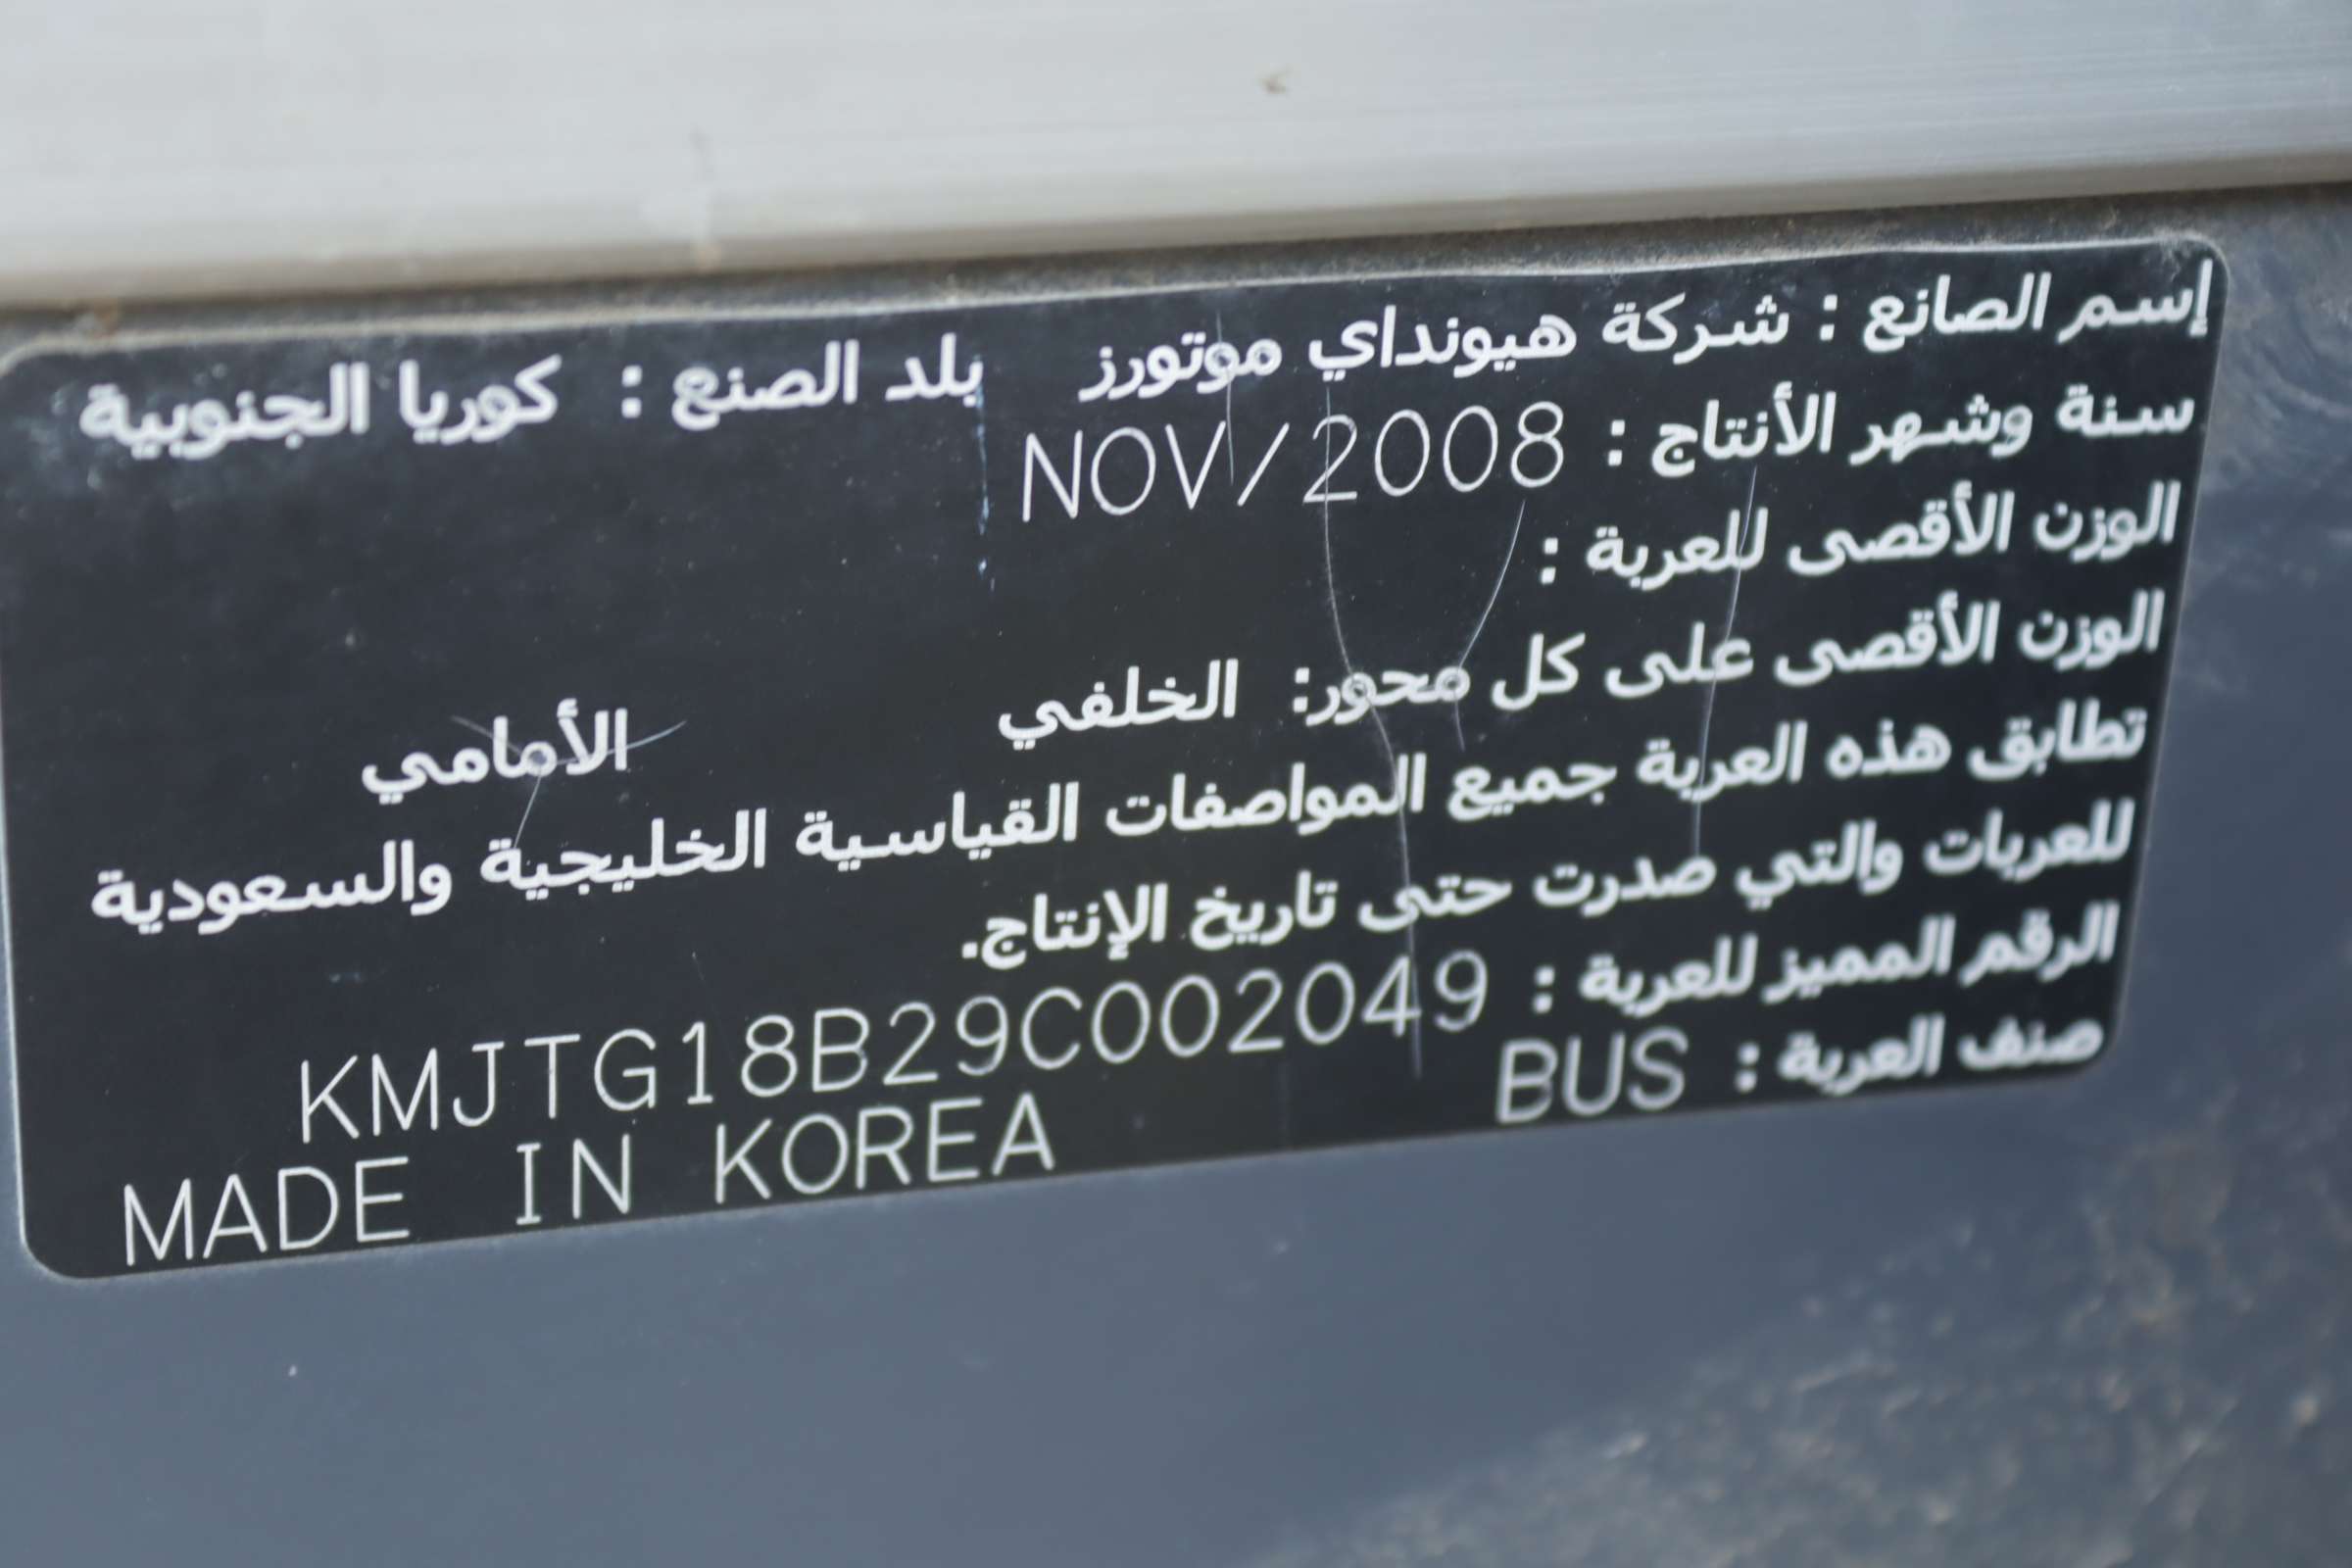 إسم الصانع : شركة هيونداي موتورز بلد الصنع : كوريا الجنوبية
سنة وشهر الأنتاج : NOV/2008
الوزن الأقصى للعربة :
الوزن الأقصى على كل محور: الخلفي الأمامي
تطابق هذه العربة جميع المواصفات القياسية الخليجية والسعودية
للعربات والتي صدرت حتى تاريخ الإنتاج.
الرقم المميز للعربة : KMJTG18B29C002049
صنف العربة : BUS MADE IN KOREA